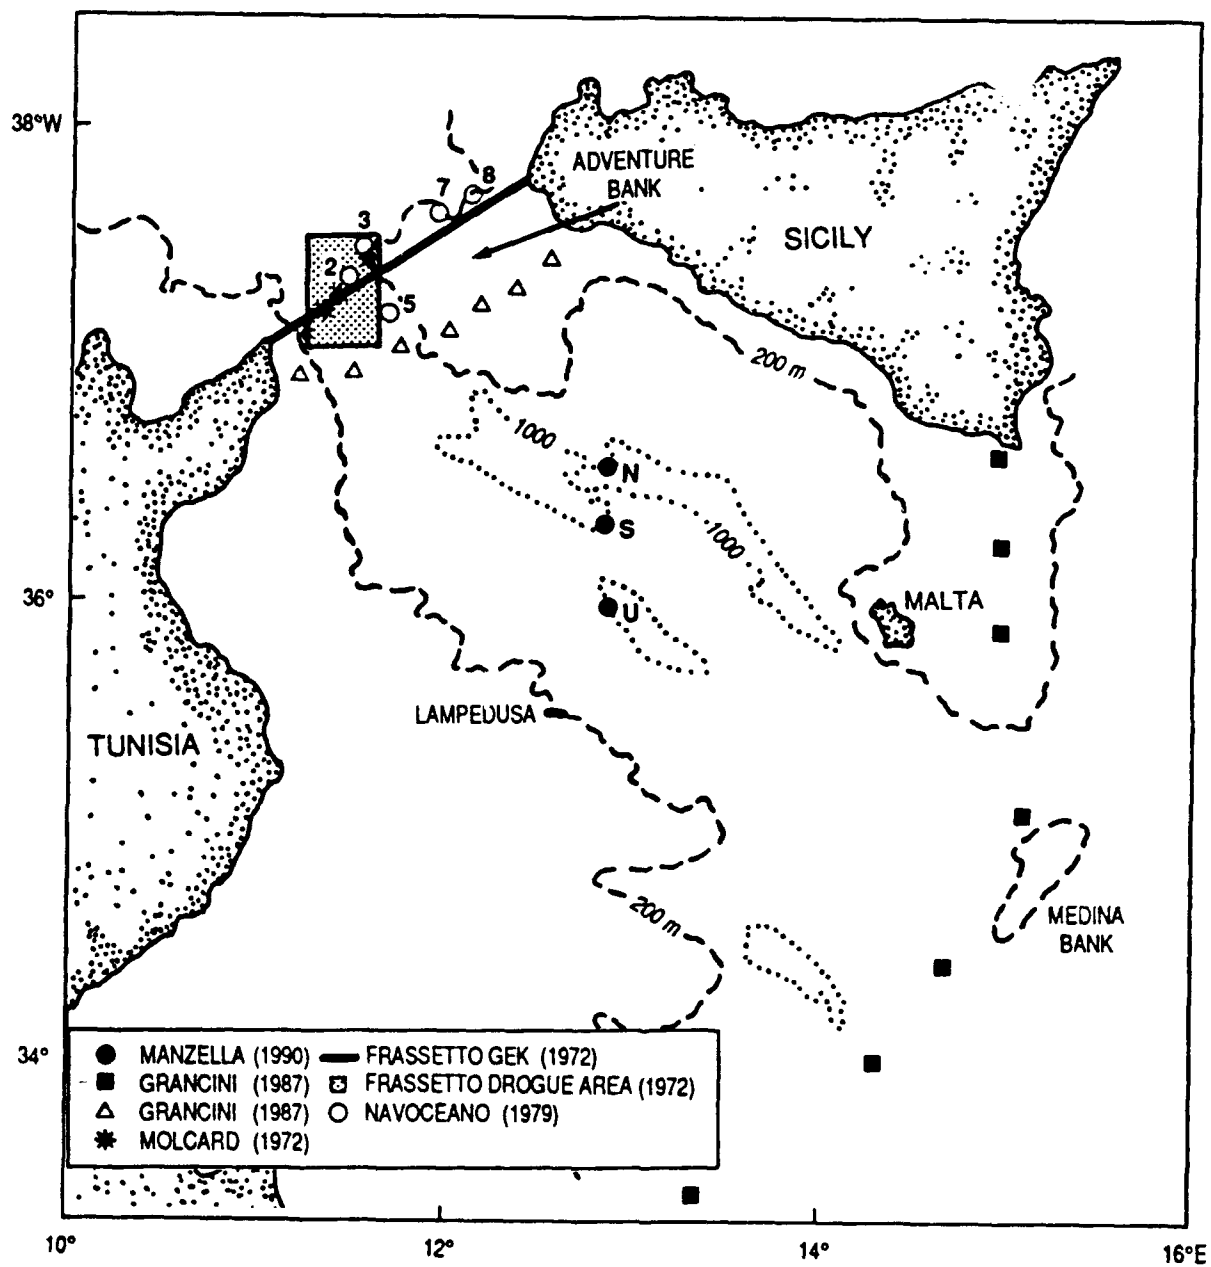 38°W
ADVENTURE
BANK
8
7
3
2
5
SICILY
200 m
1000
N
S
1000
36°
U
MALTA
LAMPEDUSA
TUNISIA
200 m
MEDINA
BANK
34°
MANZELLA (1990) FRASSETTO GEK (1972)
GRANCINI (1987) FRASSETTO DROGUE AREA (1972)
GRANCINI (1987) NAVOCEANO (1979)
MOLCARD (1972)
10° 12° 14° 16°E